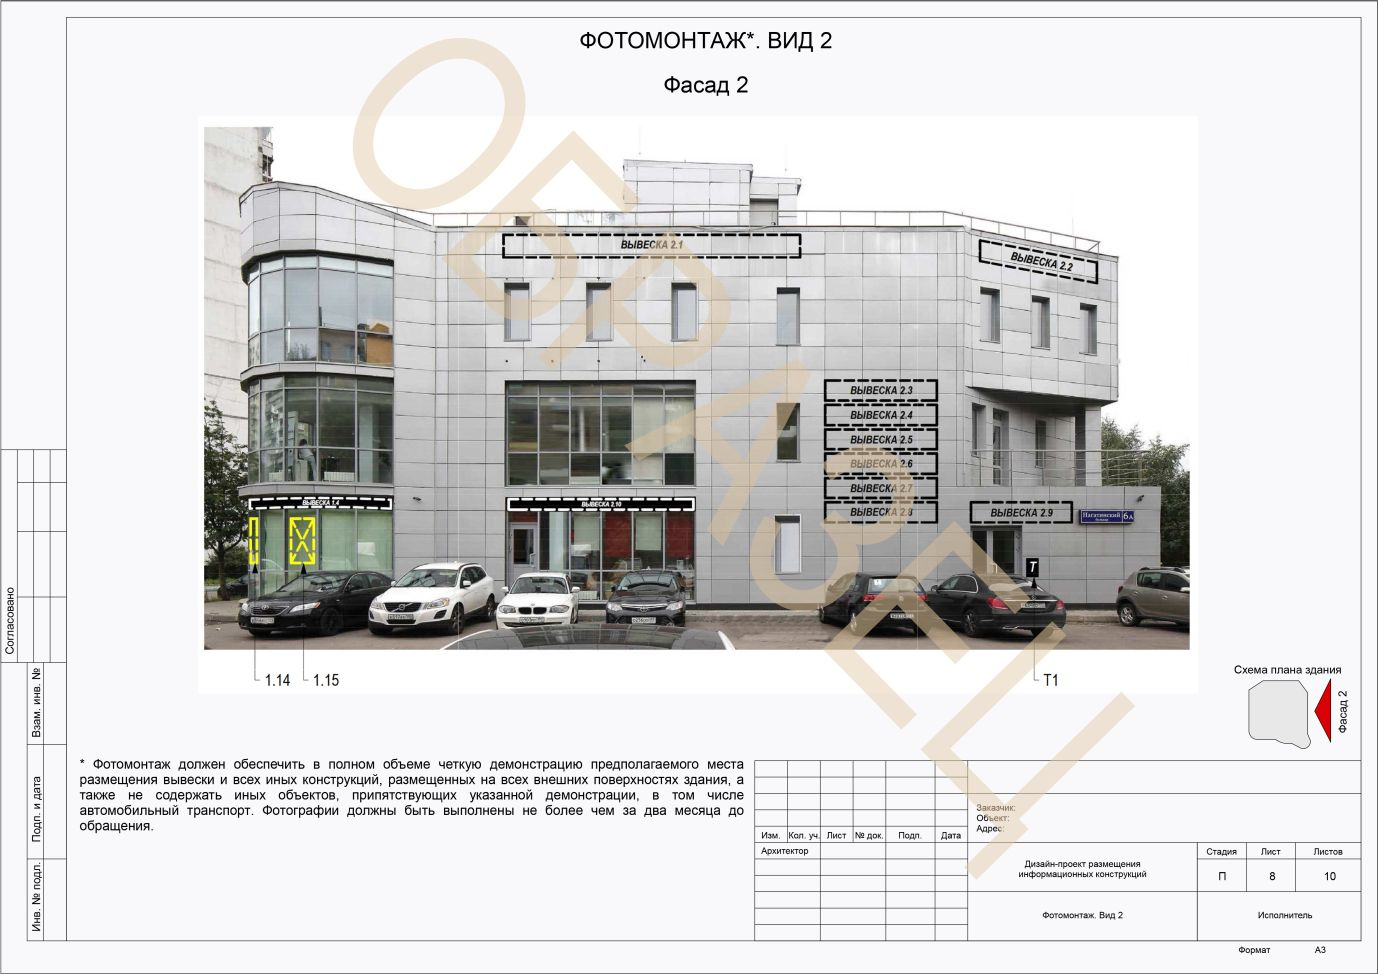 ФОТОМОНТАЖ*. ВИД 2
Фасад 2
ОБРАЗЕЦ
ВЫВЕСКА 2.1
ВЫВЕСКА 2.2
ВЫВЕСКА 2.3
ВЫВЕСКА 2.4
ВЫВЕСКА 2.5
ВЫВЕСКА 2.6
ВЫВЕСКА 2.7
ВЫВЕСКА 2.8
ВЫВЕСКА 1.4
ВЫВЕСКА 2.10
ВЫВЕСКА 2.9
Нагатинский
бульвар
6А
T
1.14
1.15
T1
Схема плана здания
Фасад 2
* Фотомонтаж должен обеспечить в полном объеме четкую демонстрацию предполагаемого места
размещения вывески и всех иных конструкций, размещенных на всех внешних поверхностях здания, а
также не содержать иных объектов, припятствующих указанной демонстрации, в том числе
автомобильный транспорт. Фотографии должны быть выполнены не более чем за два месяца до
обращения.
Согласовано
Взам. инв. №
Подп. и дата
Инв. № подл.
Изм. Кол. уч. Лист № док. Подп. Дата
Архитектор
Заказчик:
Объект:
Адрес:
Дизайн-проект размещения
информационных конструкций
Стадия Лист Листов
П 8 10
Фотомонтаж. Вид 2
Исполнитель
Формат А3